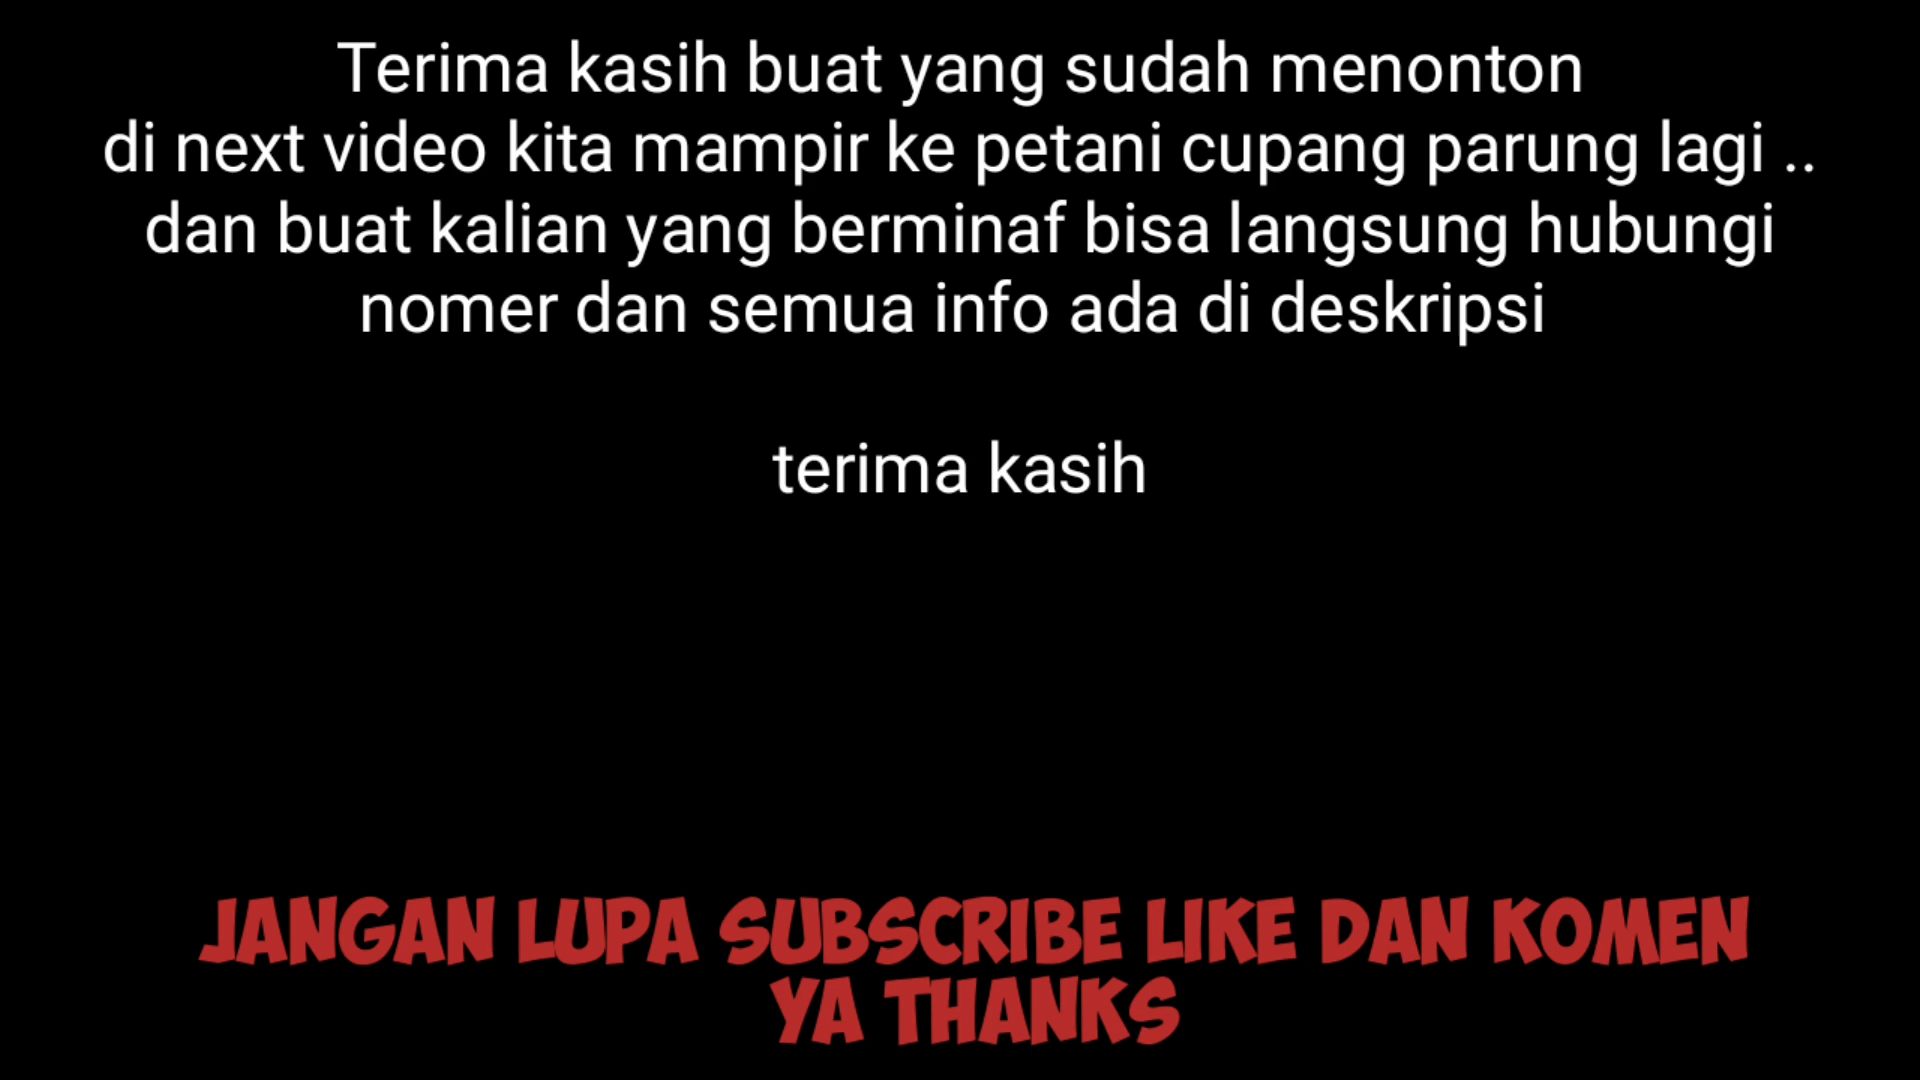 Terima kasih buat yang sudah menonton
di next video kita mampir ke petani cupang parung lagi ..
dan buat kalian yang berminaf bisa langsung hubungi
nomer dan semua info ada di deskripsi
terima kasih
JANGAN LUPA SUBSCRIBE LIKE DAN KOMEN
YA THANKS